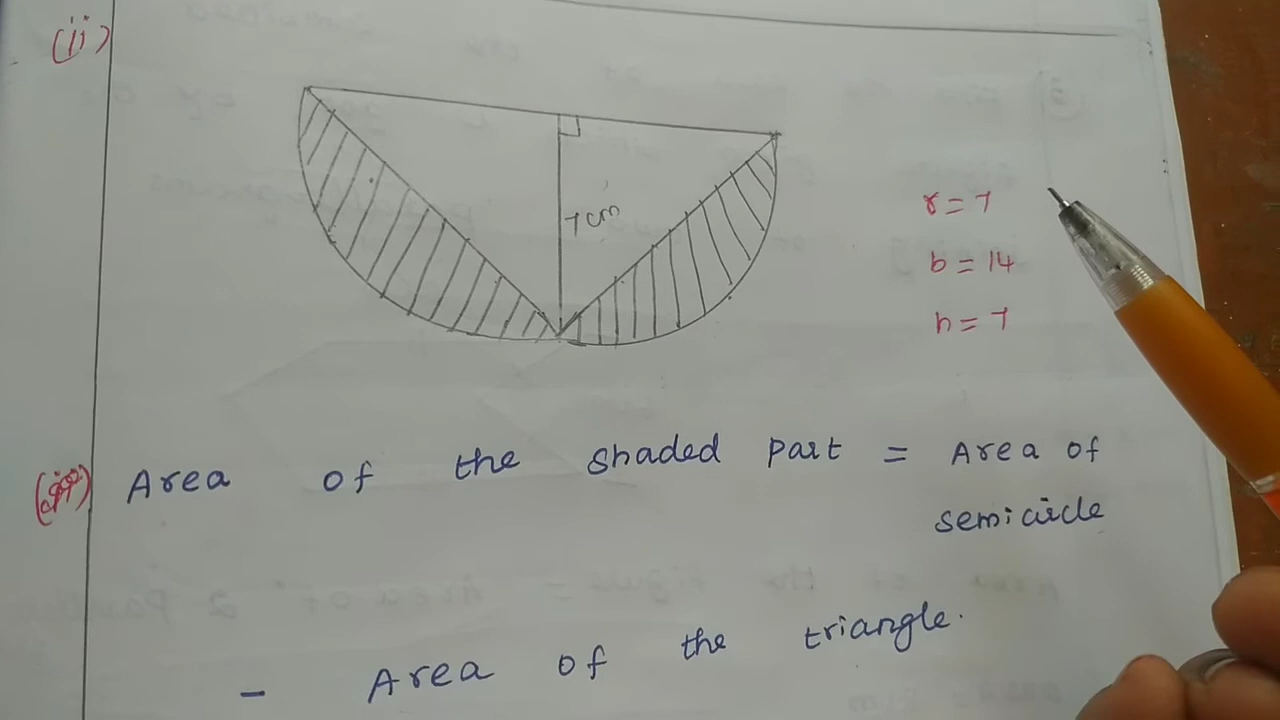 (ii)
7cm
r = 7
b = 14
h = 7
Area of the shaded part = Area of
semicircle
- Area of the triangle.